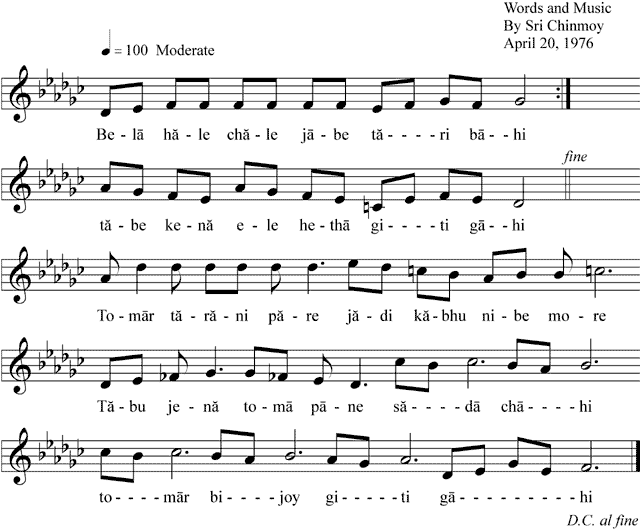 Words and Music
By Sri Chinmoy
April 20, 1976
♩ = 100 Moderate
Be - lā hă - le chă - le jā - be tă - - - - ri bā - hi
fine
tă - be ke - nă e - le he - thā gi - - - - ti gā - hi
To - mār tă - ră - ni pă - re jă - di kă - bhu ni - be mo - re
Tă - bu je - nă to - mā pā - ne să - - - - dā chā - - - - hi
to - - - - măr bi - - - - joy gi - - - - ti gā - - - - - - - - hi
D.C. al fine